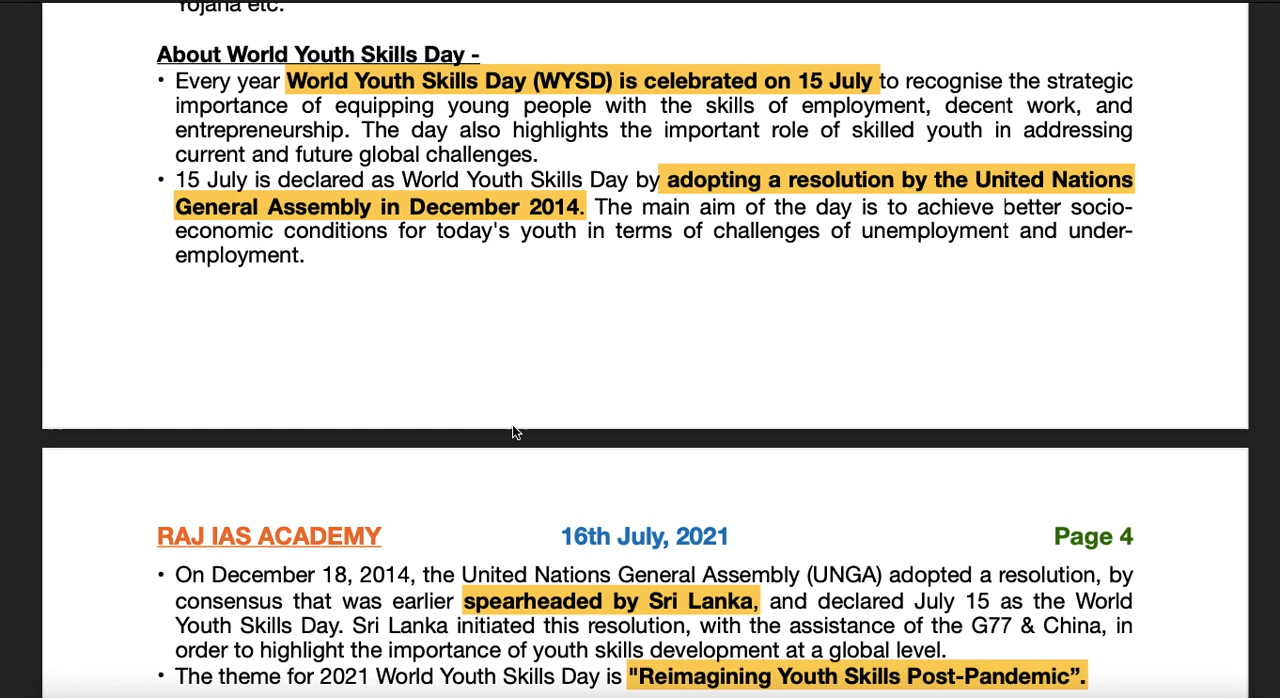 Yojana etc.
About World Youth Skills Day -
• Every year World Youth Skills Day (WYSD) is celebrated on 15 July to recognise the strategic
importance of equipping young people with the skills of employment, decent work, and
entrepreneurship. The day also highlights the important role of skilled youth in addressing
current and future global challenges.
• 15 July is declared as World Youth Skills Day by adopting a resolution by the United Nations
General Assembly in December 2014. The main aim of the day is to achieve better socio-
economic conditions for today's youth in terms of challenges of unemployment and under-
employment.
RAJ IAS ACADEMY 16th July, 2021 Page 4
• On December 18, 2014, the United Nations General Assembly (UNGA) adopted a resolution, by
consensus that was earlier spearheaded by Sri Lanka, and declared July 15 as the World
Youth Skills Day. Sri Lanka initiated this resolution, with the assistance of the G77 & China, in
order to highlight the importance of youth skills development at a global level.
• The theme for 2021 World Youth Skills Day is "Reimagining Youth Skills Post-Pandemic”.